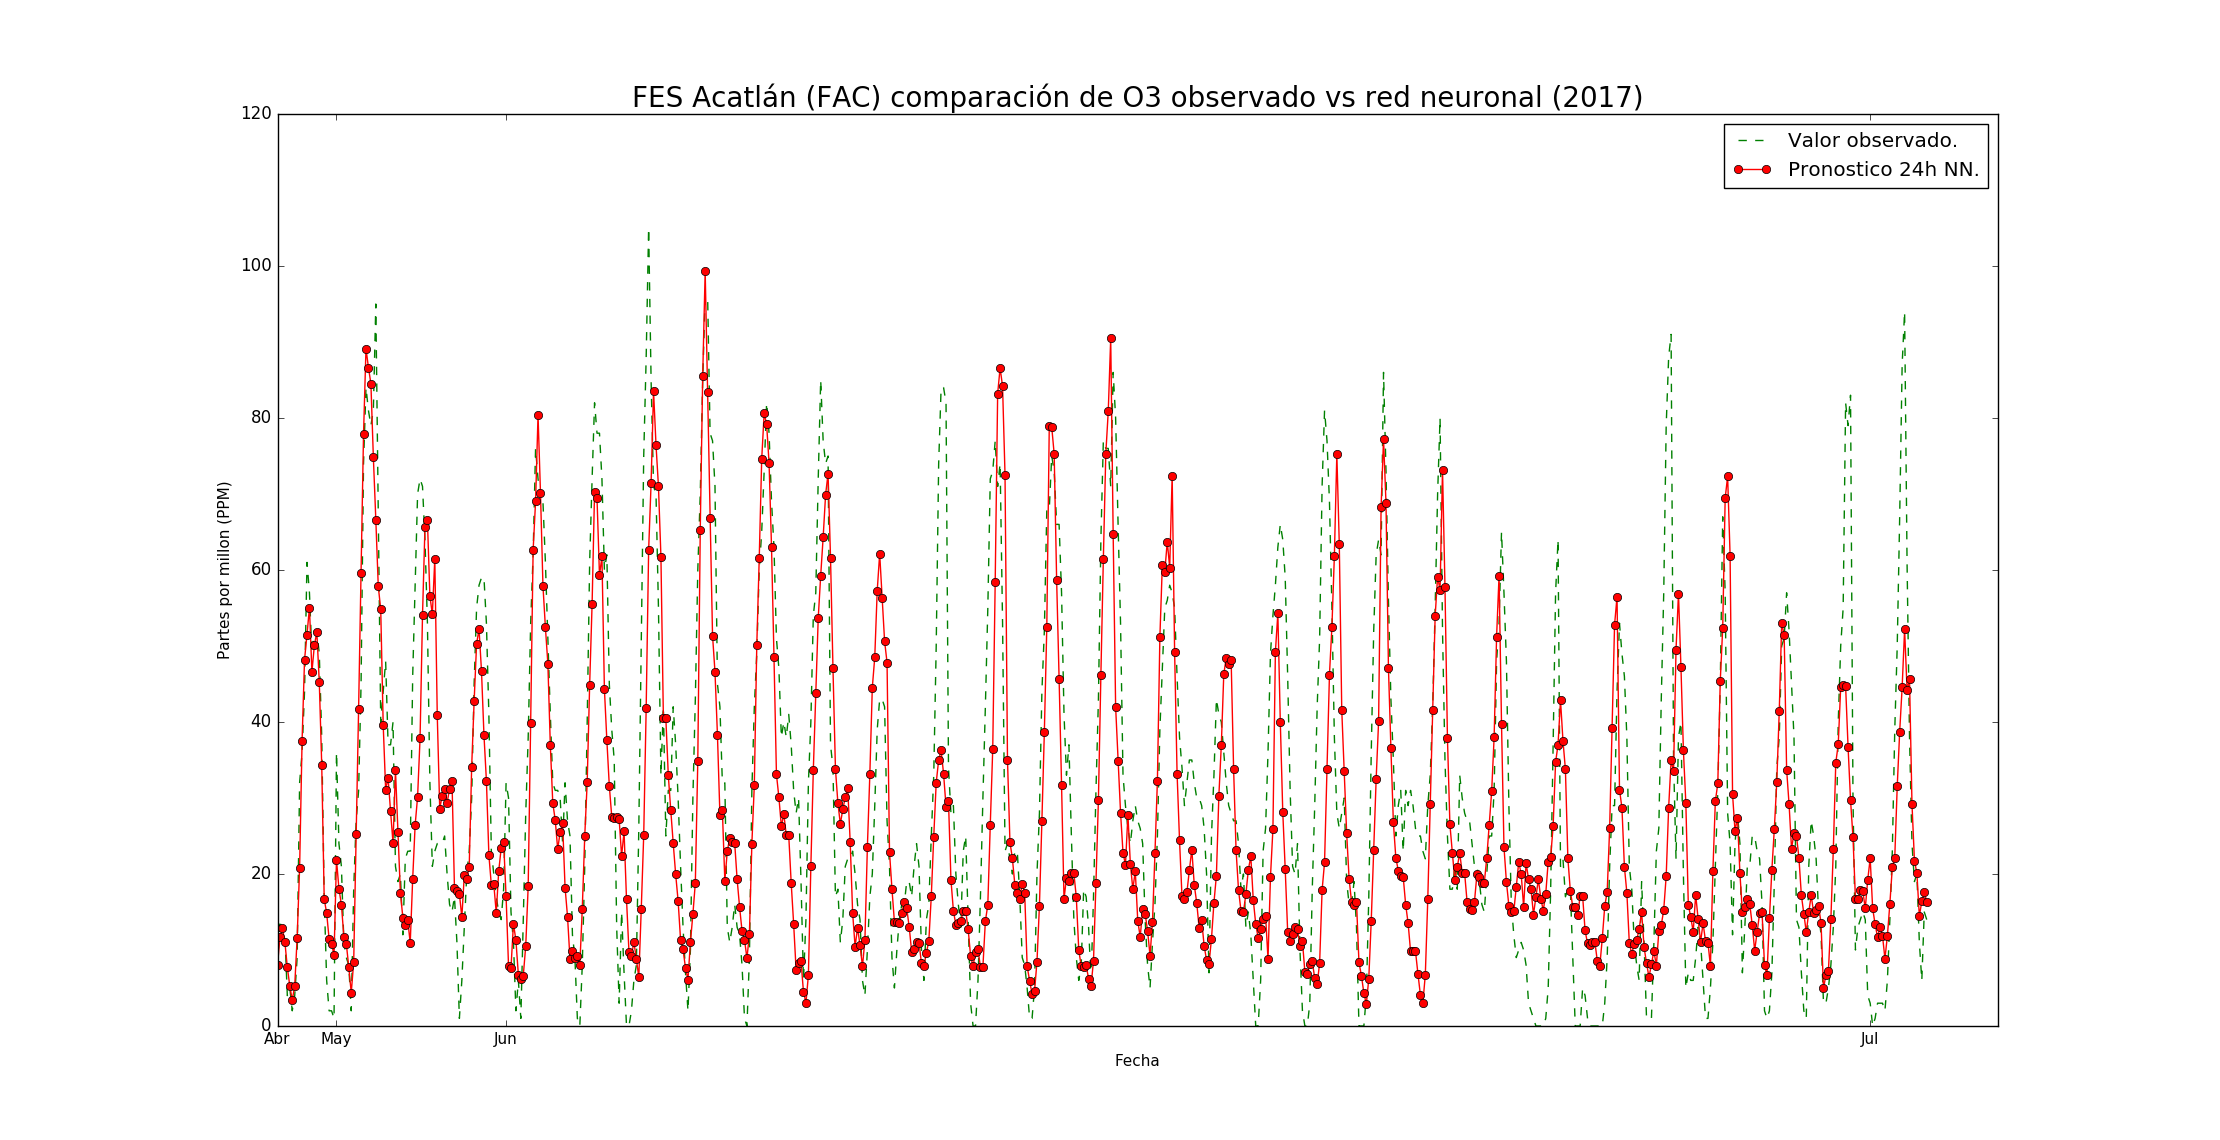 FES Acatlán (FAC) comparación de O3 observado vs red neuronal (2017)
120
100
80
60
40
20
0
Partes por millon (PPM)
Valor observado.
Pronostico 24h NN.
Abr May Jun Jul
Fecha